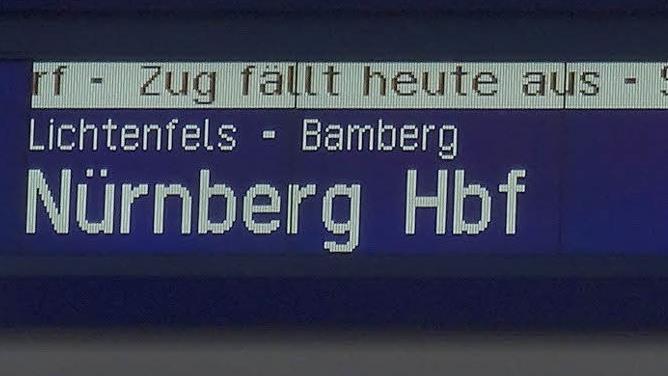 rf - Zug fällt heute aus -
Lichtenfels - Bamberg
Nürnberg Hbf